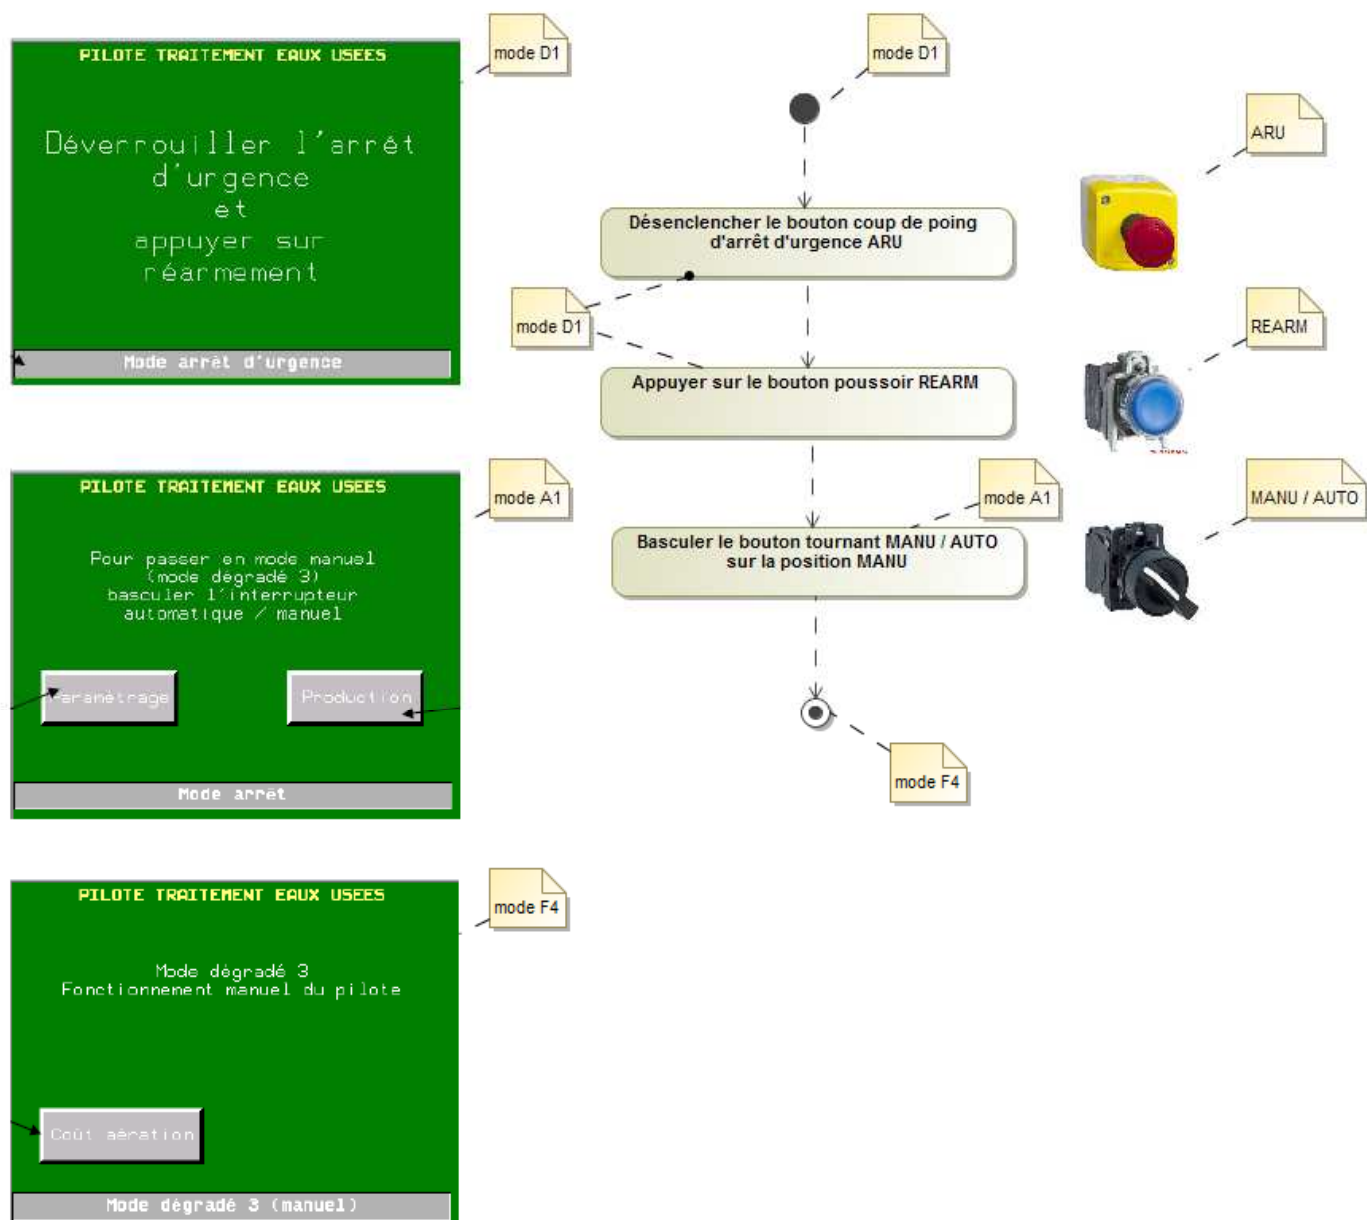 PILOTE TRAITEMENT EAUX USEES
Déverrouiller l'arrêt
d'urgence
et
appuyer sur
réarmement
Mode arrêt d'urgence
mode D1
mode D1
Désenclencher le bouton coup de poing
d'arrêt d'urgence ARU
mode D1
Appuyer sur le bouton poussoir REARM
ARU
REARM
PILOTE TRAITEMENT EAUX USEES
Pour passer en mode manuel
(mode dégradé 3)
basculer l'interrupteur
automatique / manuel
Paramétrage
Production
Mode arrêt
mode A1
mode A1
Basculer le bouton tournant MANU / AUTO
sur la position MANU
MANU / AUTO
mode F4
PILOTE TRAITEMENT EAUX USEES
Mode dégradé 3
Fonctionnement manuel du pilote
Coût aération
Mode dégradé 3 (manuel)
mode F4